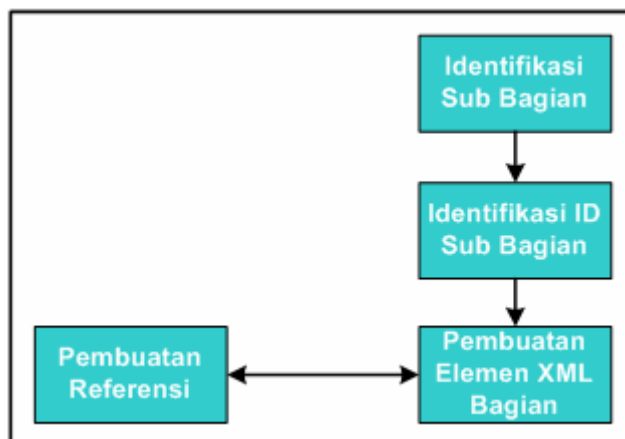 Identifikasi
Sub Bagian
Identifikasi ID
Sub Bagian
Pembuatan
Referensi
Pembuatan
Elemen XML
Bagian